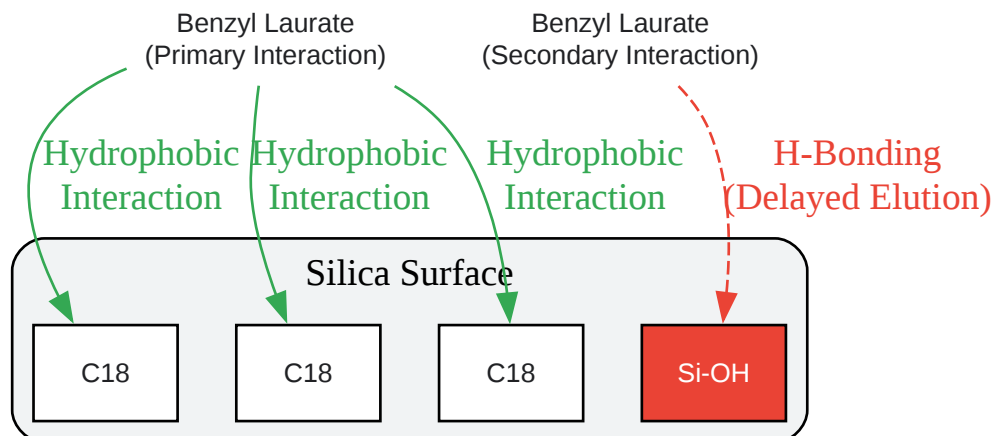 Benzyl Laurate
(Primary Interaction)
Benzyl Laurate
(Secondary Interaction)
Hydrophobic
Interaction
Hydrophobic
Interaction
Hydrophobic
Interaction
H-Bonding
(Delayed Elution)
Silica Surface
C18
C18
C18
Si-OH